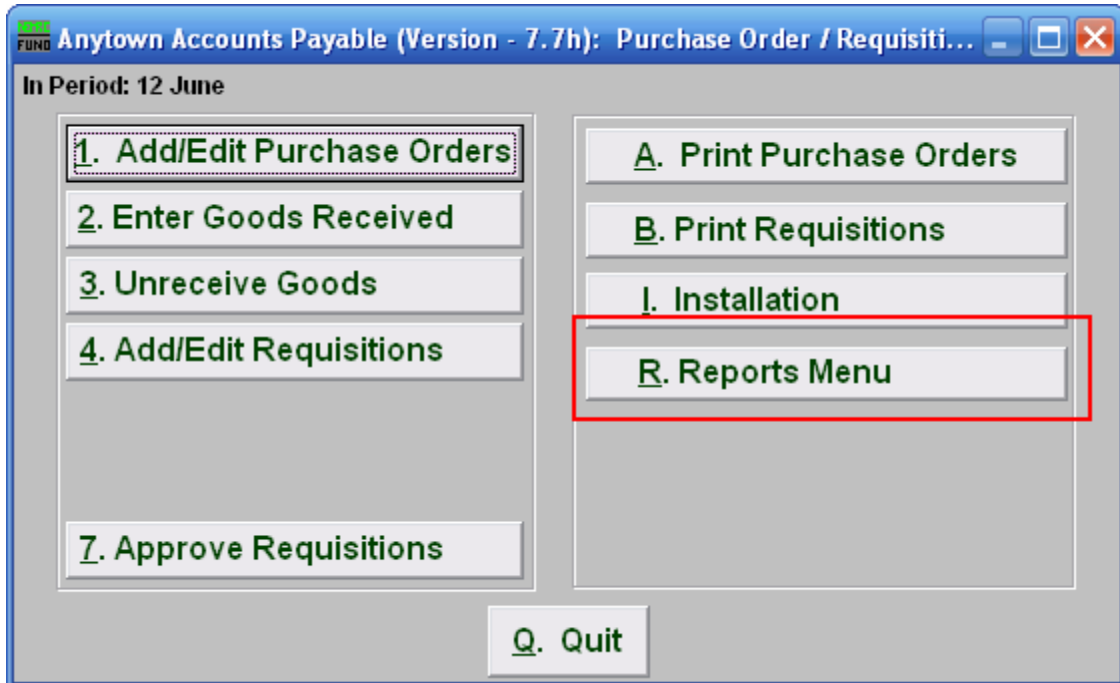 NMRC
FUND Anytown Accounts Payable (Version - 7.7h): Purchase Order / Requisiti...
In Period: 12 June
1. Add/Edit Purchase Orders
2. Enter Goods Received
3. Unreceive Goods
4. Add/Edit Requisitions
7. Approve Requisitions
A. Print Purchase Orders
B. Print Requisitions
I. Installation
R. Reports Menu
Q. Quit